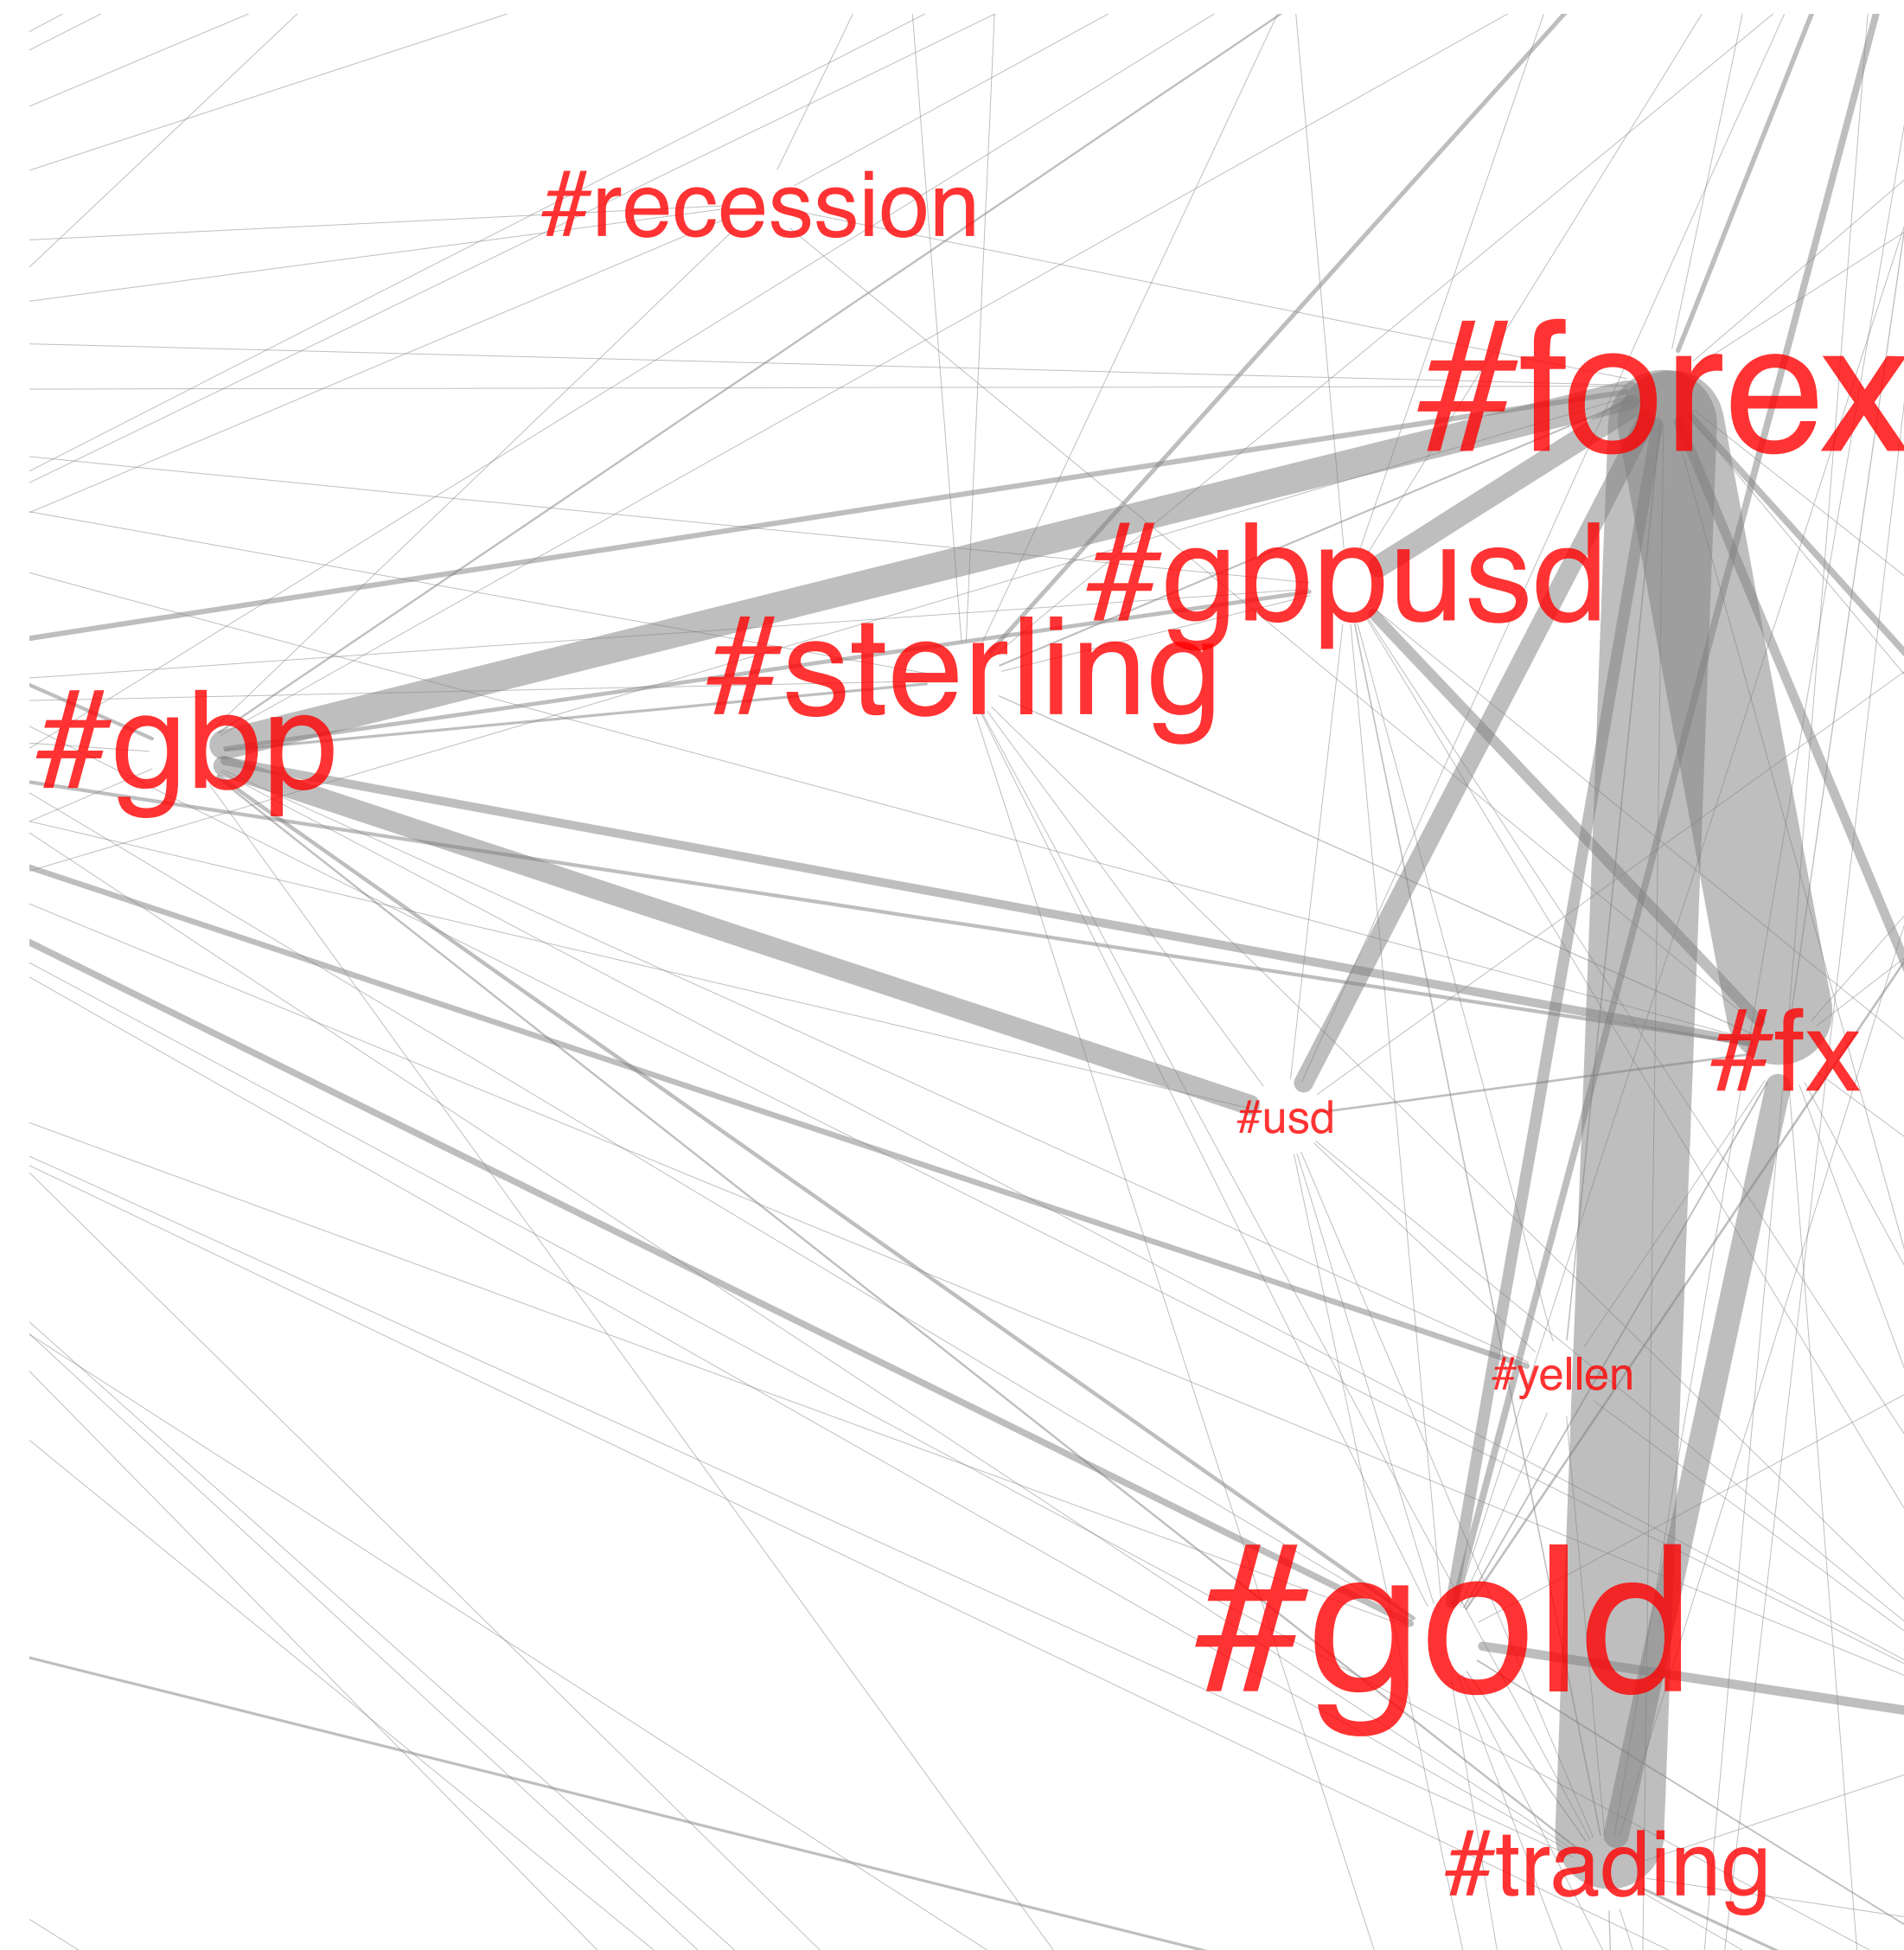 #recession
#forex
#gbpusd
#sterling
#gbp
#fx
#usd
#yellen
#gold
#trading